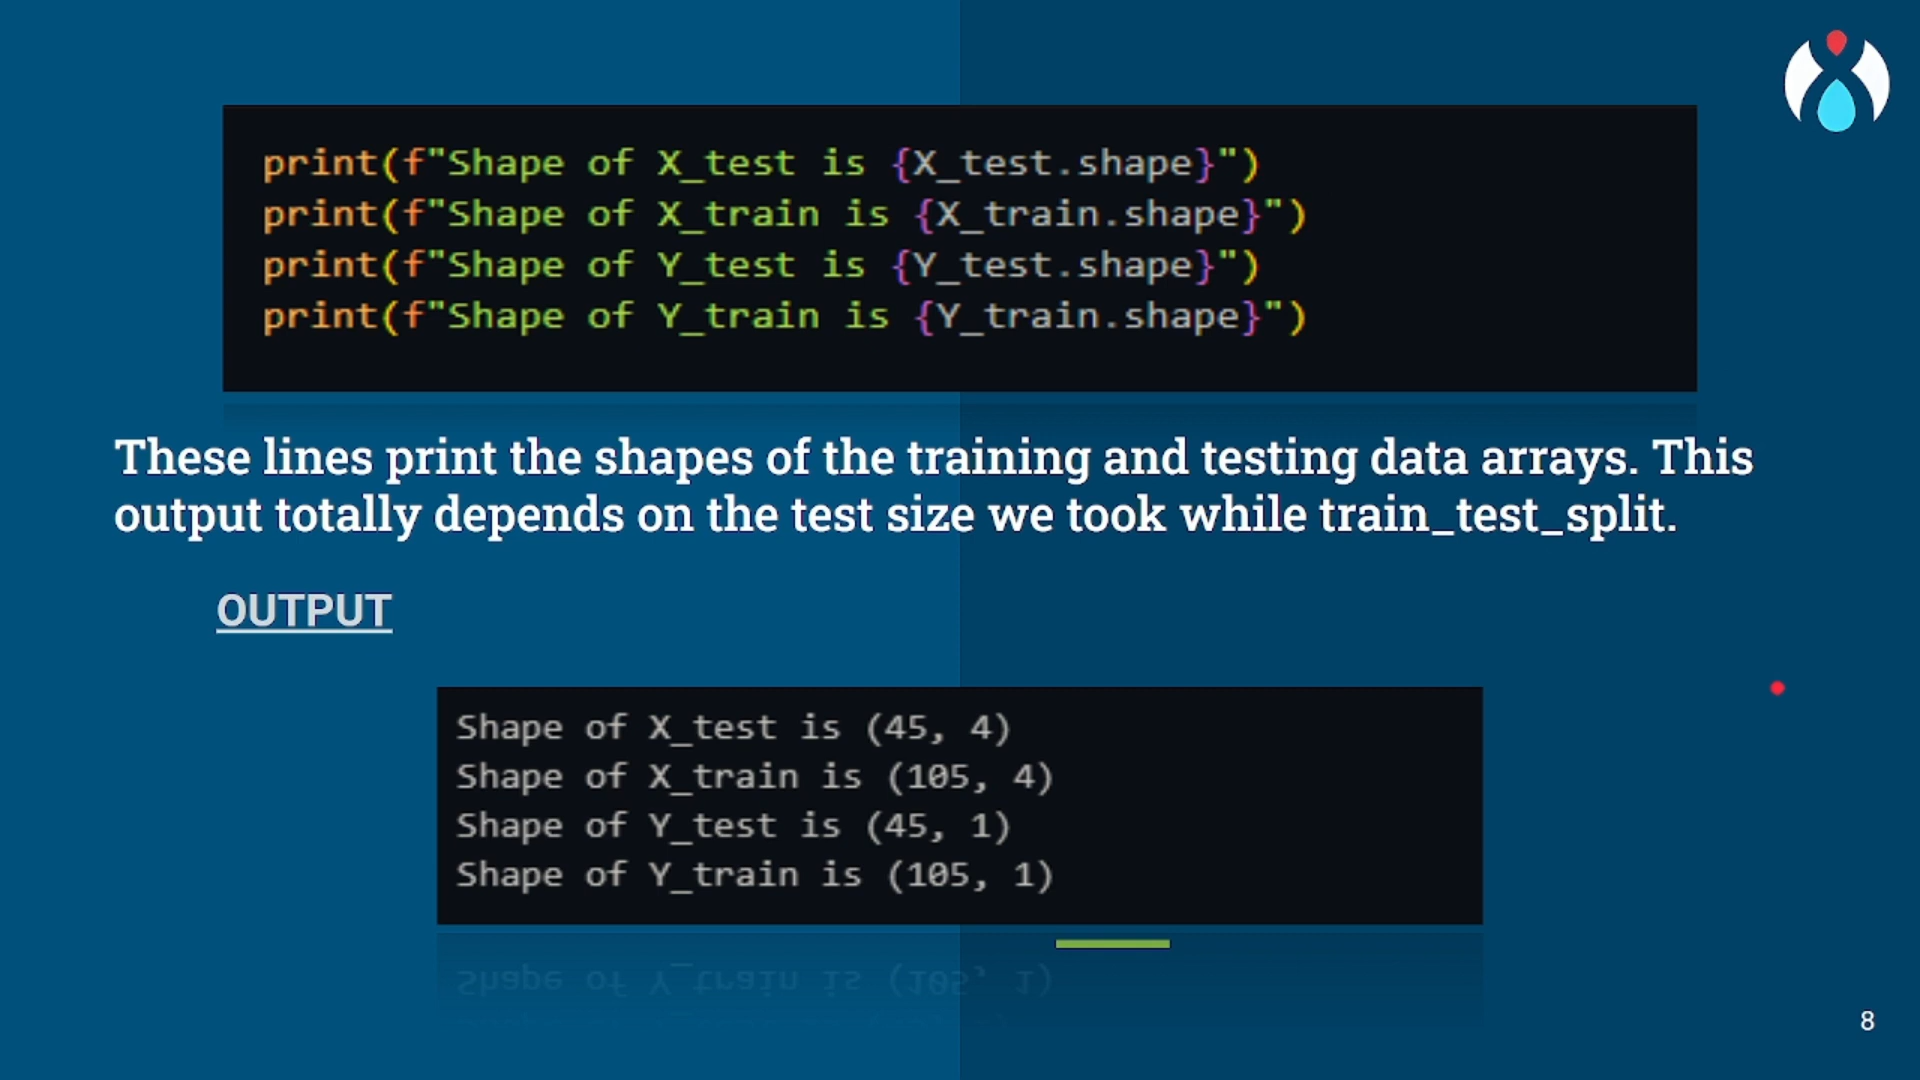 print(f"Shape of X_test is {X_test.shape}")
print(f"Shape of X_train is {X_train.shape}")
print(f"Shape of Y_test is {Y_test.shape}")
print(f"Shape of Y_train is {Y_train.shape}")
These lines print the shapes of the training and testing data arrays. This
output totally depends on the test size we took while train_test_split.
OUTPUT
Shape of X_test is (45, 4)
Shape of X_train is (105, 4)
Shape of Y_test is (45, 1)
Shape of Y_train is (105, 1)
8